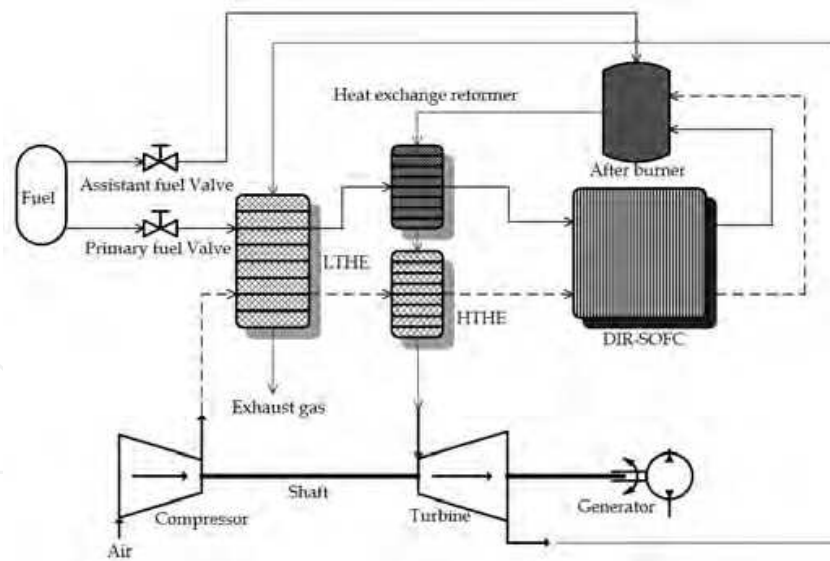 Heat exchange reformer
Fuel
Assistant fuel Valve
After burner
Primary fuel Valve
LTHE
HTHE
DIR-SOFC
Exhaust gas
Shaft
Compressor
Turbine
Generator
Air